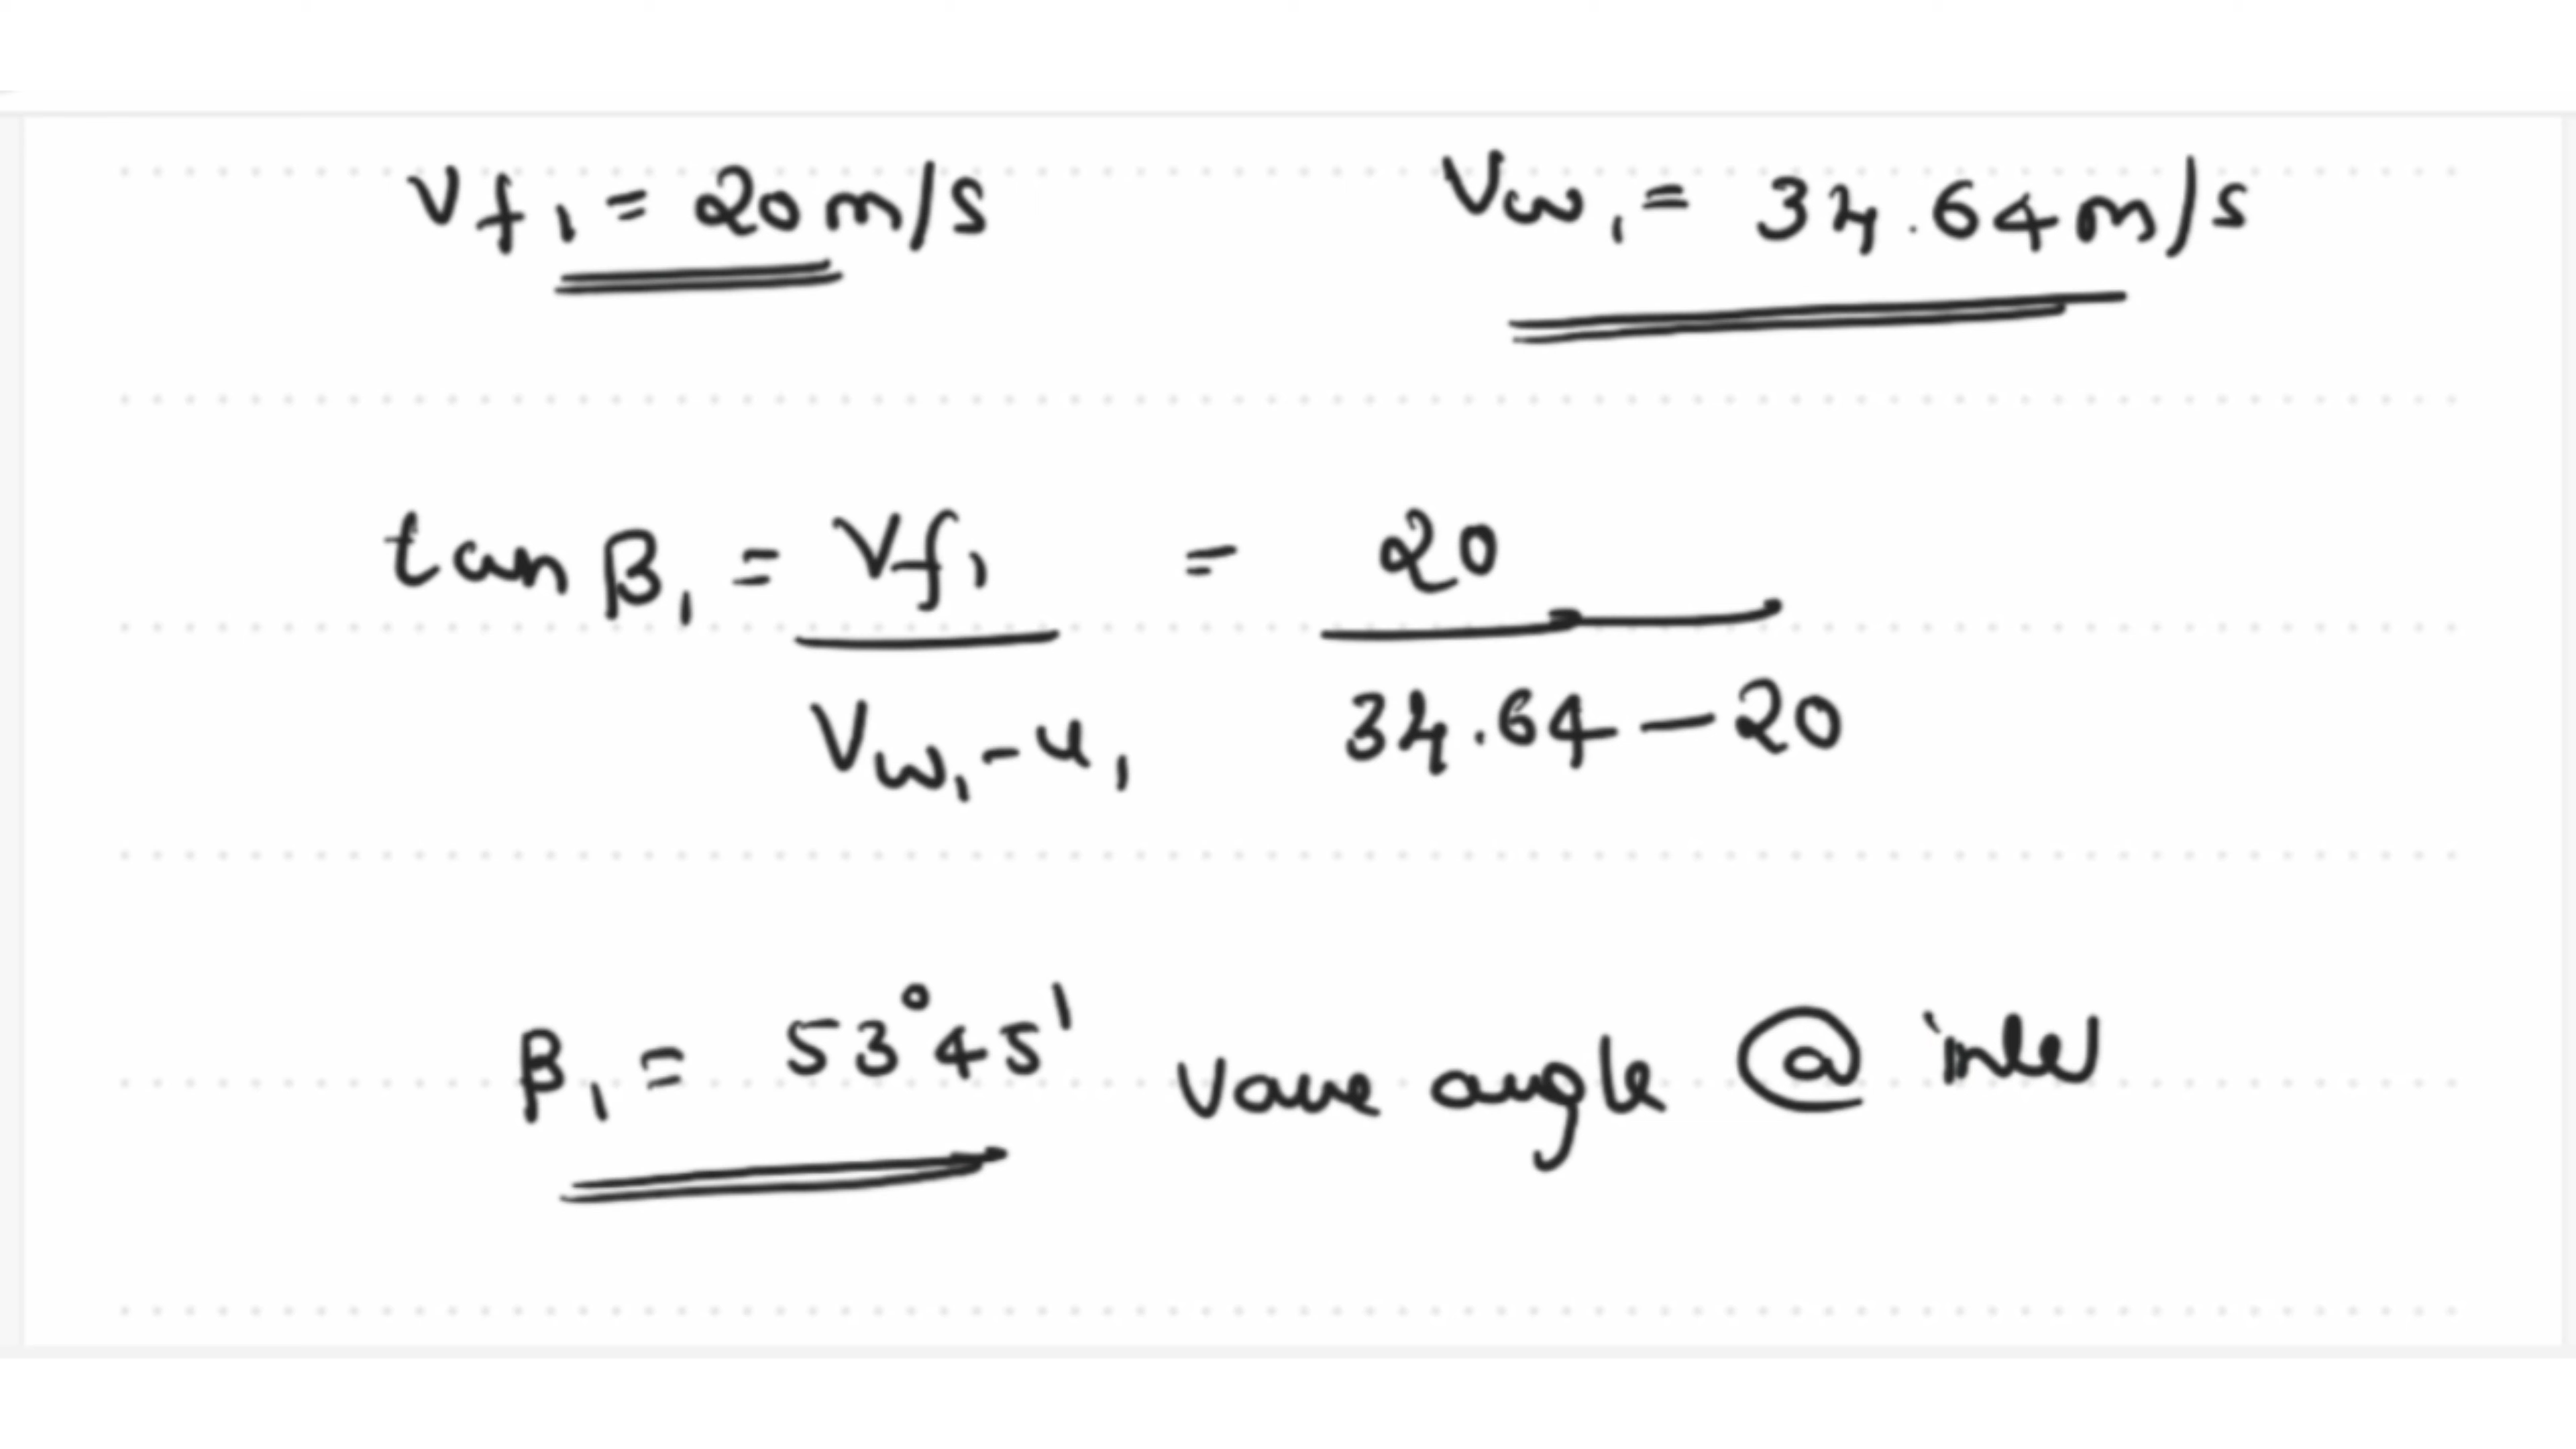 Vf1 = 20 m/s Vw1 = 34.64 m/s
tan β1 = Vf1 = 20
Vw1 - u1 34.64 - 20
β1 = 53°45' vane angle @ inlet